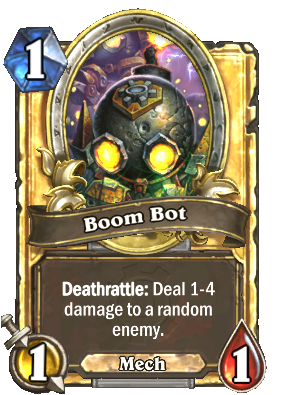 1
Boom Bot
Deathrattle: Deal 1-4
damage to a random
enemy.
1
Mech
1